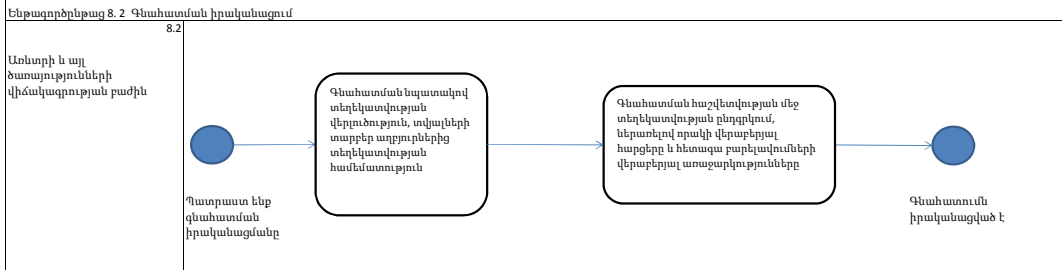 Ենթագործընթաց 8. 2 Գնահատման իրականացում
8.2
Առևտրի և այլ
ծառայությունների
վիճակագրության բաժին
Գնահատման նպատակով
տեղեկատվության
վերլուծություն, տվյալների
տարբեր աղբյուրներից
տեղեկատվության
համեմատություն
Գնահատման հաշվետվության մեջ
տեղեկատվության ընդգրկում,
ներառելով որակի վերաբերյալ
հարցերը և հետագա բարելավումների
վերաբերյալ առաջարկությունները
Պատրաստ ենք
գնահատման
իրականացմանը
Գնահատումն
իրականացված է